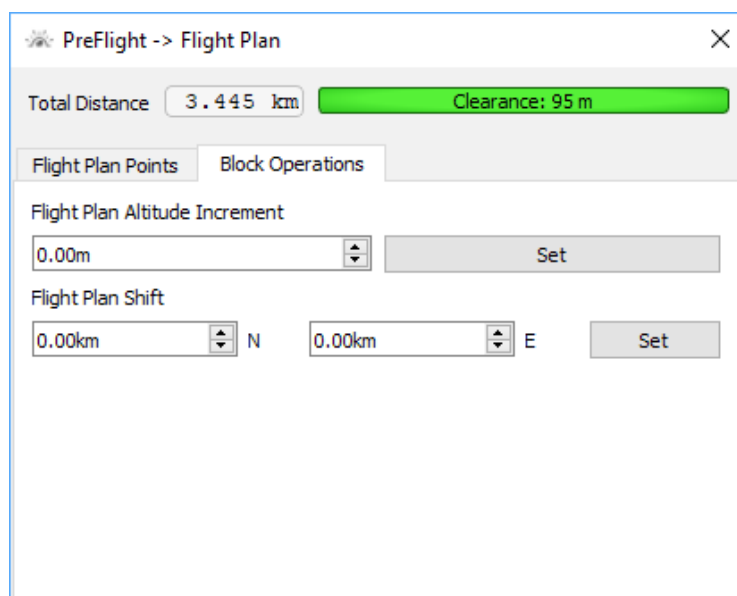 PreFlight -> Flight Plan
Total Distance 3.445 km Clearance: 95 m
Flight Plan Points Block Operations
Flight Plan Altitude Increment
0.00m Set
Flight Plan Shift
0.00km N 0.00km E Set